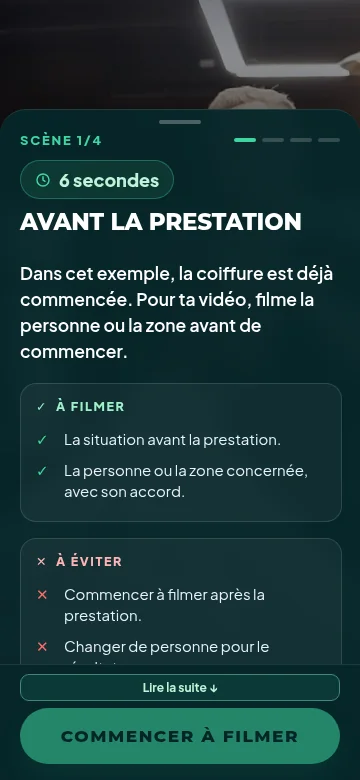 SCÈNE 1/4
6 secondes
AVANT LA PRESTATION
Dans cet exemple, la coiffure est déjà
commencée. Pour ta vidéo, filme la
personne ou la zone avant de
commencer.
✓ À FILMER
✓ La situation avant la prestation.
✓ La personne ou la zone concernée,
avec son accord.
✕ À ÉVITER
✕ Commencer à filmer après la
prestation.
✕ Changer de personne pour le
Lire la suite ↓
COMMENCER À FILMER